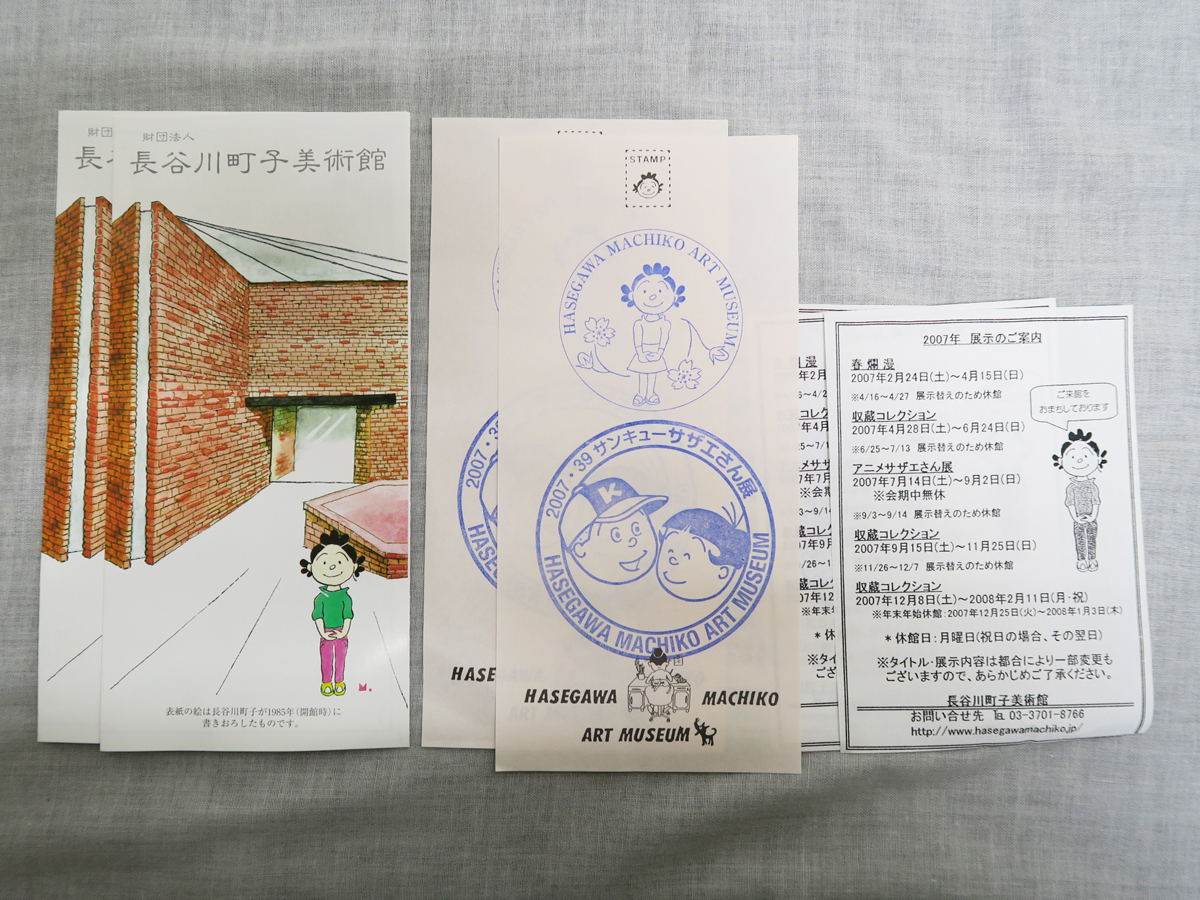 財団
長
財団法人
長谷川町子美術館
M.
表紙の絵は長谷川町子が1985年(開館時)に
書きおろしたものです。
STAMP
HASEGAWA MACHIKO ART MUSEUM
2007・39サンキューサザエさん展
K
HASEGAWA MACHIKO ART MUSEUM
2007・39
HASE
HASE
HASEGAWA MACHIKO
ART MUSEUM
2007年 展示のご案内
春爛漫
2007年2月24日(土)～4月15日(日)
※4/16～4/27 展示替えのため休館
ご来館を
おまちしております
収蔵コレクション
2007年4月28日(土)～6月24日(日)
※6/25～7/13 展示替えのため休館
アニメサザエさん展
2007年7月14日(土)～9月2日(日)
※会期中無休
※9/3～9/14 展示替えのため休館
収蔵コレクション
2007年9月15日(土)～11月25日(日)
※11/26～12/7 展示替えのため休館
収蔵コレクション
2007年12月8日(土)～2008年2月11日(月・祝)
※年末年始休館:2007年12月25日(火)～2008年1月3日(木)
＊休館日:月曜日(祝日の場合、その翌日)
※タイトル・展示内容は都合により一部変更も
ございますので、あらかじめご了承ください。
長谷川町子美術館
お問い合せ先 ℡ 03-3701-8766
http://www.hasegawamachiko.jp/